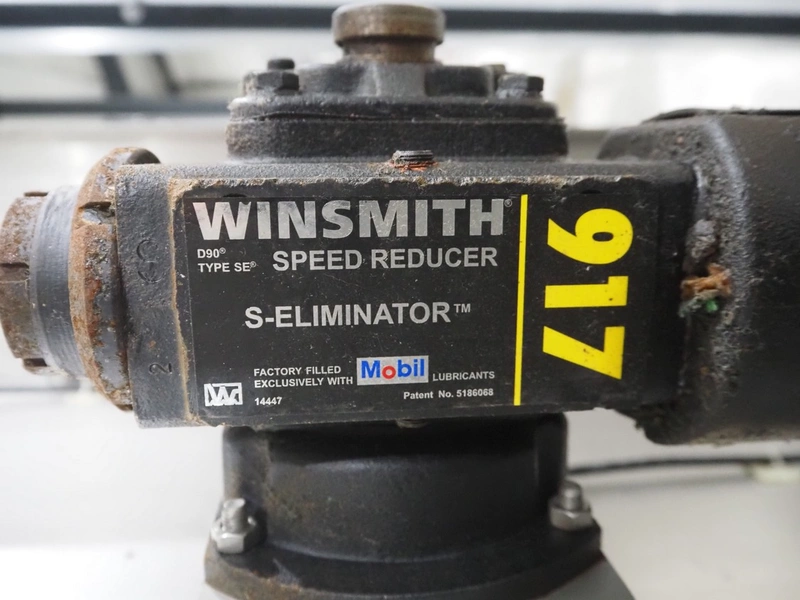 WINSMITH®
D90®
TYPE SE®
SPEED REDUCER
S-ELIMINATOR™
FACTORY FILLED
EXCLUSIVELY WITH Mobil LUBRICANTS
14447
Patent No. 5186068
917